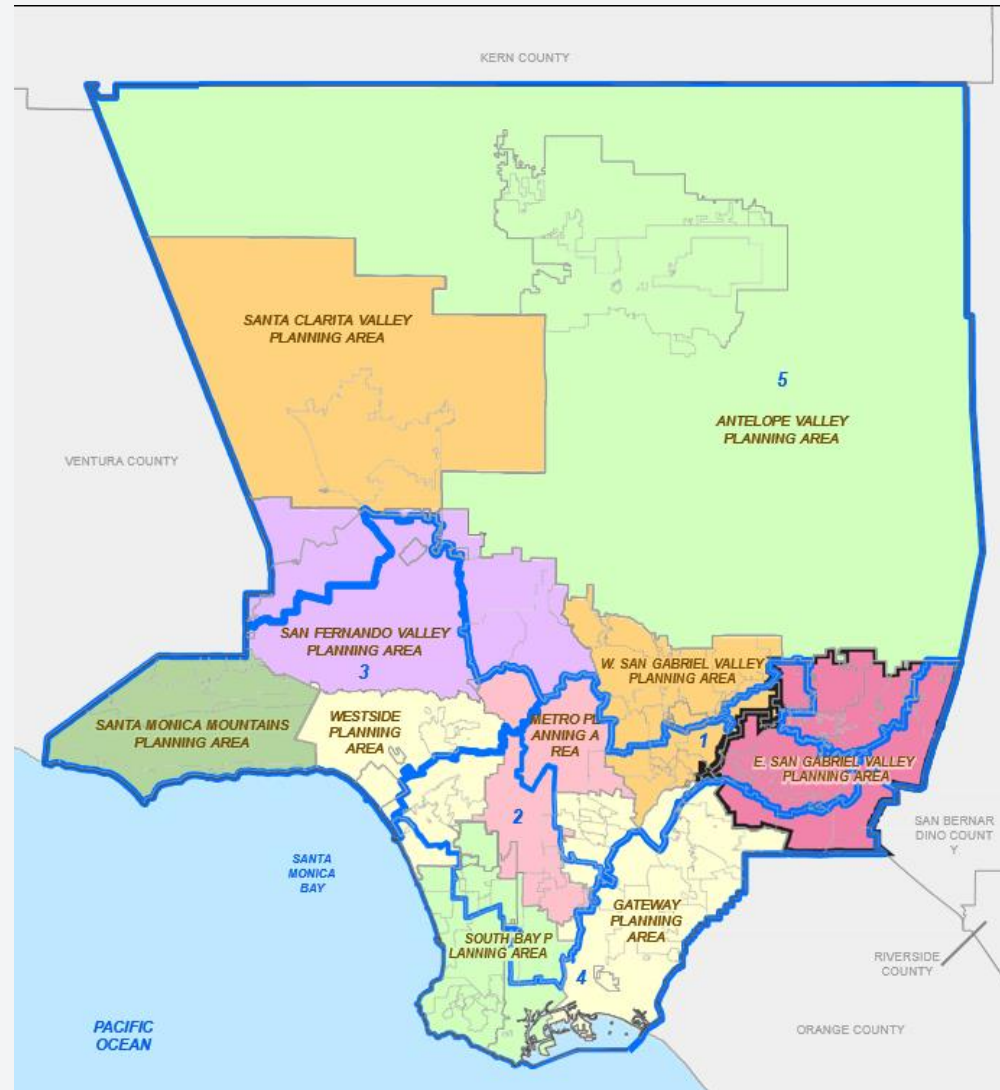 KERN COUNTY
SANTA CLARITA VALLEY
PLANNING AREA
5
ANTELOPE VALLEY
PLANNING AREA
VENTURA COUNTY
SAN FERNANDO VALLEY
PLANNING AREA
3
W. SAN GABRIEL VALLEY
PLANNING AREA
SANTA MONICA MOUNTAINS
PLANNING AREA
WESTSIDE
PLANNING
AREA
METRO PL
ANNING A
REA
1
E. SAN GABRIEL VALLEY
PLANNING AREA
2
SAN BERNAR
DINO COUNT
Y
SANTA
MONICA
BAY
GATEWAY
PLANNING
AREA
SOUTH BAY P
LANNING AREA
4
RIVERSIDE
COUNTY
PACIFIC
OCEAN
ORANGE COUNTY